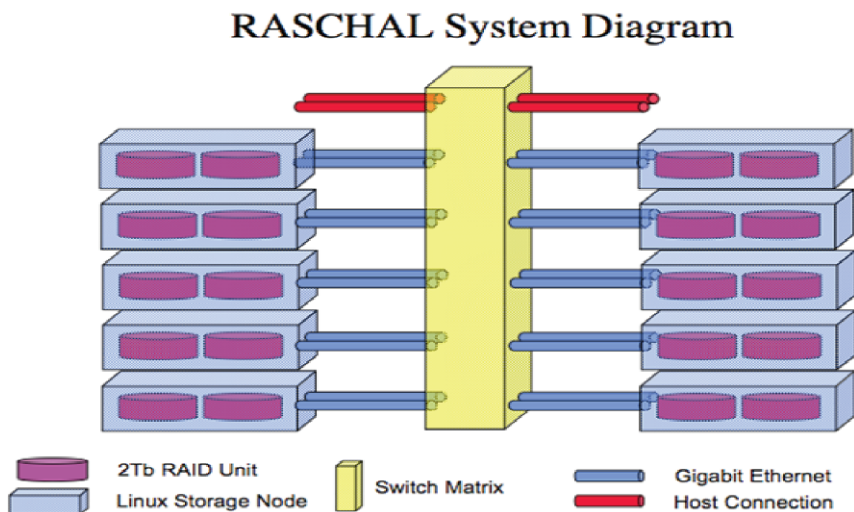 RASCHAL System Diagram
2Tb RAID Unit
Linux Storage Node
Switch Matrix
Gigabit Ethernet
Host Connection